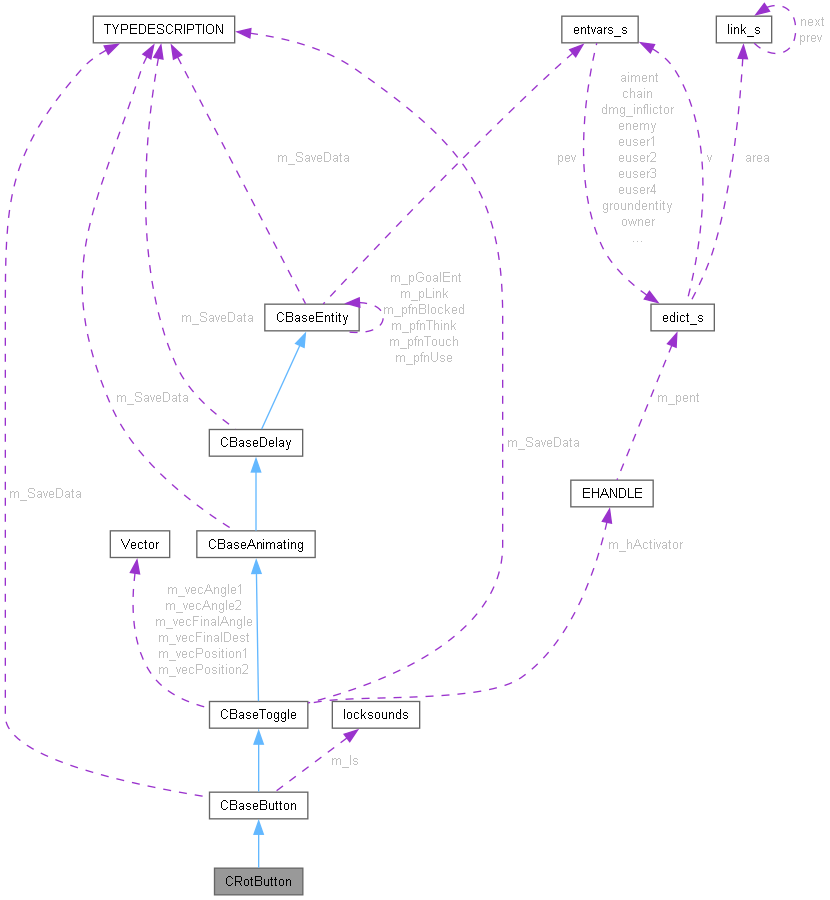 TYPEDESCRIPTION
entvars_s
link_s
next
prev
aiment
chain
dmg_inflictor
enemy
euser1
euser2
euser3
euser4
groundentity
owner
...
m_SaveData
pev
v
area
CBaseEntity
m_pGoalEnt
m_pLink
m_pfnBlocked
m_pfnThink
m_pfnTouch
m_pfnUse
edict_s
m_SaveData
m_SaveData
m_pent
CBaseDelay
m_SaveData
m_SaveData
EHANDLE
Vector
CBaseAnimating
m_hActivator
m_vecAngle1
m_vecAngle2
m_vecFinalAngle
m_vecFinalDest
m_vecPosition1
m_vecPosition2
CBaseToggle
locksounds
m_ls
CBaseButton
CRotButton